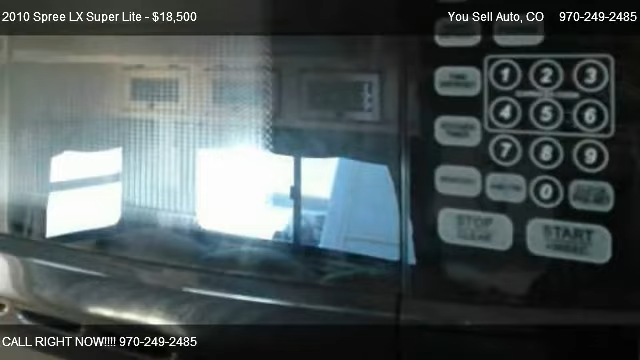 2010 Spree LX Super Lite - $18,500
You Sell Auto, CO 970-249-2485
1 2 3
4 5 6
7 8 9
0
STOP
CLEAR
START
CALL RIGHT NOW!!!! 970-249-2485